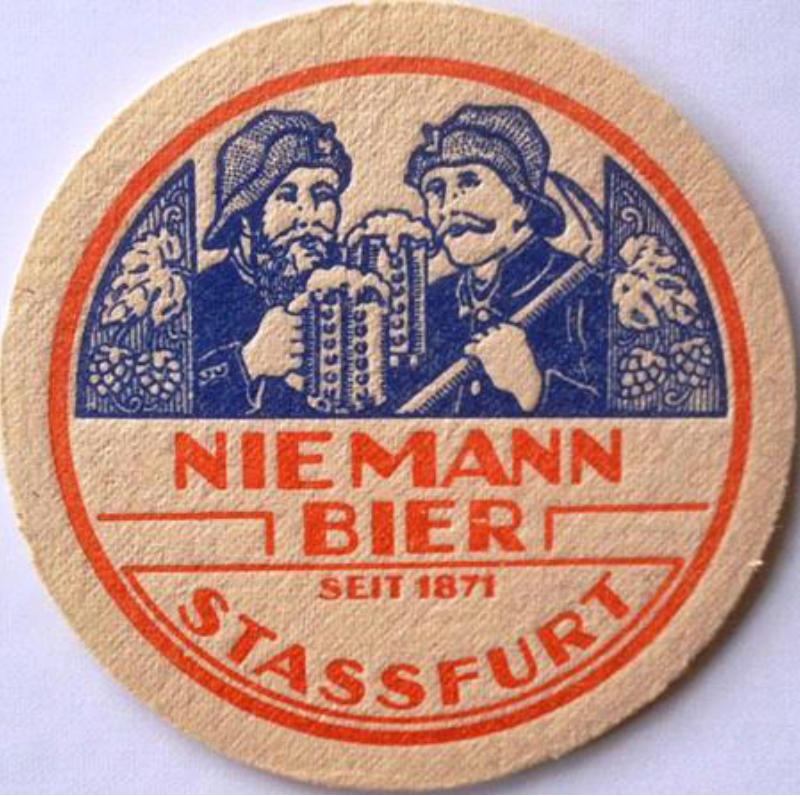 NIEMANN
BIER
SEIT 1871
STASSFURT